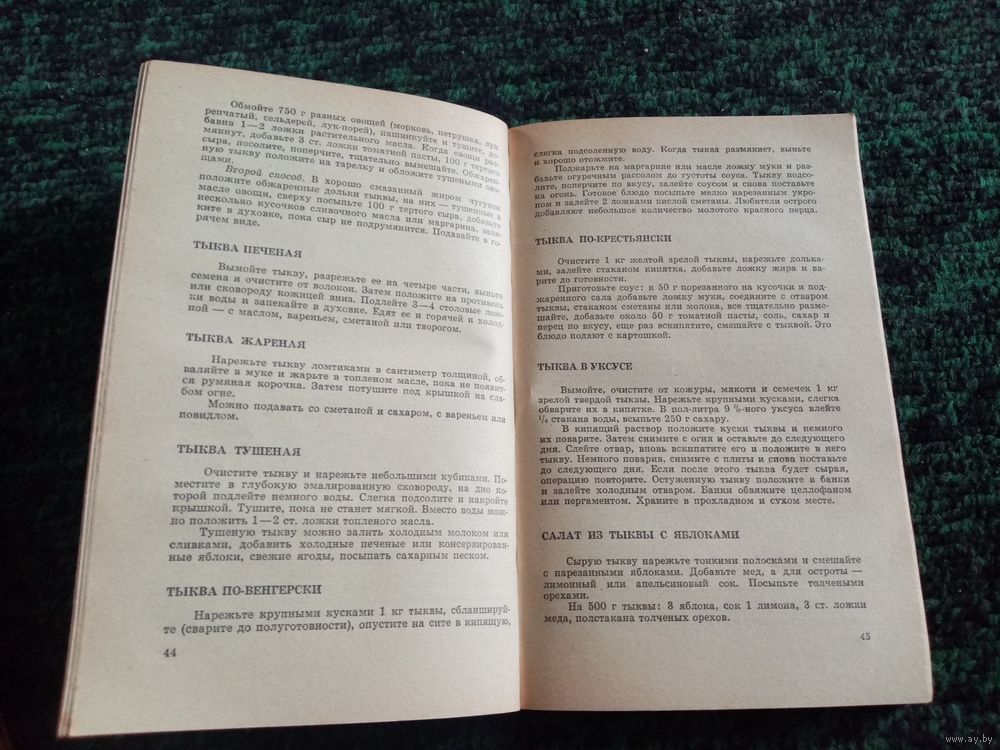 Обмойте 750 г разных овощей (морковь, петрушка, лук
репчатый, сельдерей, лук-порей), нашинкуйте и тушите, до-
бавив 1—2 ложки растительного масла. Когда овощи раз-
мякнут, добавьте 3 ст. ложки томатной пасты, 100 г тертого
сыра, посолите, поперчите, тщательно вымешайте. Обжарен-
ную тыкву положите на тарелку и обложите тушеными ово-
щами.
Второй способ. В хорошо смазанный жиром чугунок
положите обжаренные дольки тыквы, на них — тушенные в
масле овощи, сверху посыпьте 100 г тертого сыра, добавьте
несколько кусочков сливочного масла или маргарина, запе-
ките в духовке, пока сыр не подрумянится. Подавайте в го-
рячем виде.
ТЫКВА ПЕЧЕНАЯ
Вымойте тыкву, разрежьте ее на четыре части, выньте
семена и очистите от волокон. Затем положите на противень
или сковороду кожицей вниз. Подлейте 3—4 столовые лож-
ки воды и запекайте в духовке. Едят ее и горячей и холод-
ной — с маслом, вареньем, сметаной или творогом.
ТЫКВА ЖАРЕНАЯ
Нарежьте тыкву ломтиками в сантиметр толщиной, об-
валяйте в муке и жарьте в топленом масле, пока не появит-
ся румяная корочка. Затем потушите под крышкой на сла-
бом огне.
Можно подавать со сметаной и сахаром, с вареньем или
повидлом.
ТЫКВА ТУШЕНАЯ
Очистите тыкву и нарежьте небольшими кубиками. По-
местите в глубокую эмалированную сковороду, на дно ко-
торой подлейте немного воды. Слегка подсолите и накройте
крышкой. Тушите, пока не станет мягкой. Вместо воды мож-
но положить 1—2 ст. ложки топленого масла.
Тушеную тыкву можно залить холодным молоком или
сливками, добавить холодные печеные или консервирован-
ные яблоки, свежие ягоды, посыпать сахарным песком.
ТЫКВА ПО-ВЕНГЕРСКИ
Нарежьте крупными кусками 1 кг тыквы, сбланшируй-
те (сварите до полуготовности), опустите на сите в кипящую,
44
слегка подсоленную воду. Когда тыква размякнет, выньте
и хорошо отожмите.
Поджарьте на маргарине или масле ложку муки и раз-
бавьте огуречным рассолом до густоты соуса. Тыкву подсо-
лите, поперчите по вкусу, залейте соусом и снова поставьте
на огонь. Готовое блюдо посыпьте мелко нарезанным укро-
пом и залейте 2 ложками кислой сметаны. Любители острого
добавляют небольшое количество молотого красного перца.
ТЫКВА ПО-КРЕСТЬЯНСКИ
Очистите 1 кг желтой зрелой тыквы, нарежьте долька-
ми, залейте стаканом кипятка, добавьте ложку жира и ва-
рите до готовности.
Приготовьте соус: к 50 г порезанного на кусочки и под-
жаренного сала добавьте ложку муки, соедините с отваром
тыквы, стаканом сметаны или молока, все тщательно разме-
шайте, добавьте около 50 г томатной пасты, соль, сахар и
перец по вкусу, еще раз вскипятите, смешайте с тыквой. Это
блюдо подают с картошкой.
ТЫКВА В УКСУСЕ
Вымойте, очистите от кожуры, мякоти и семечек 1 кг
зрелой твердой тыквы. Нарежьте крупными кусками, слегка
обварите их в кипятке. В пол-литра 9 %-ного уксуса влейте
стакана воды, всыпьте 250 г сахару.
В кипящий раствор положите куски тыквы и немного
их поварите. Затем снимите с огня и оставьте до следующего
дня. Слейте отвар, вновь вскипятите его и положите в него
тыкву. Немного поварив, снимите с плиты и снова поставьте
до следующего дня. Если после этого тыква будет сырая,
операцию повторите. Остуженную тыкву положите в банки
и залейте холодным отваром. Банки обвяжите целлофаном
или пергаментом. Храните в прохладном и сухом месте.
САЛАТ ИЗ ТЫКВЫ С ЯБЛОКАМИ
Сырую тыкву нарежьте тонкими полосками и смешайте
с нарезанными яблоками. Добавьте мед, а для остроты —
лимонный или апельсиновый сок. Посыпьте толчеными
орехами.
На 500 г тыквы: 3 яблока, сок 1 лимона, 3 ст. ложки
меда, полстакана толченых орехов.
45
www.ay.by